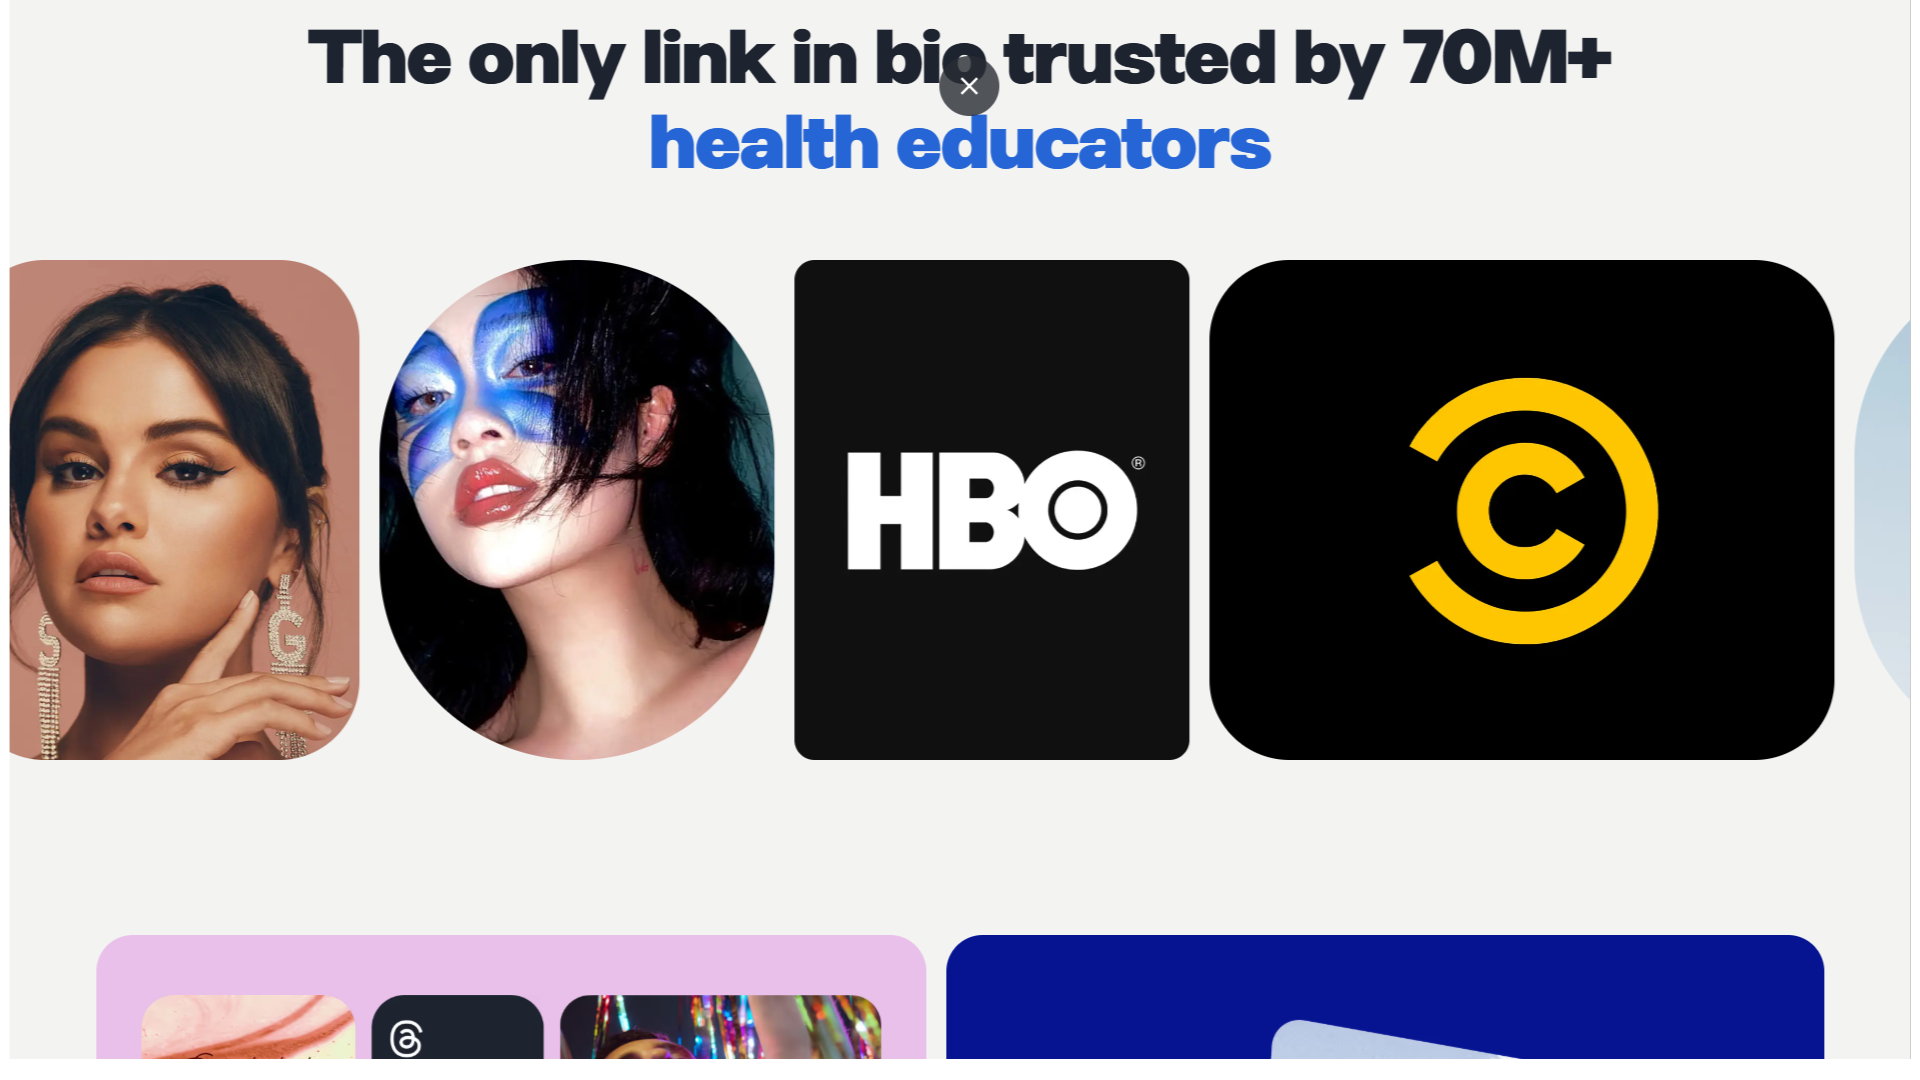 The only link in bio trusted by 70M+
health educators
S
G
HBO®